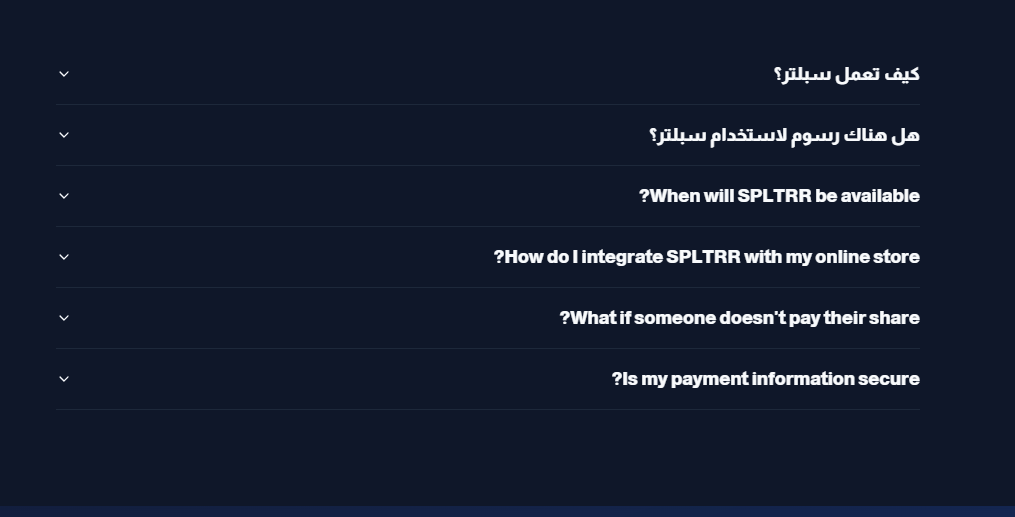 كيف تعمل سبلتر؟
هل هناك رسوم لاستخدام سبلتر؟
?When will SPLTRR be available
?How do I integrate SPLTRR with my online store
?What if someone doesn't pay their share
?Is my payment information secure